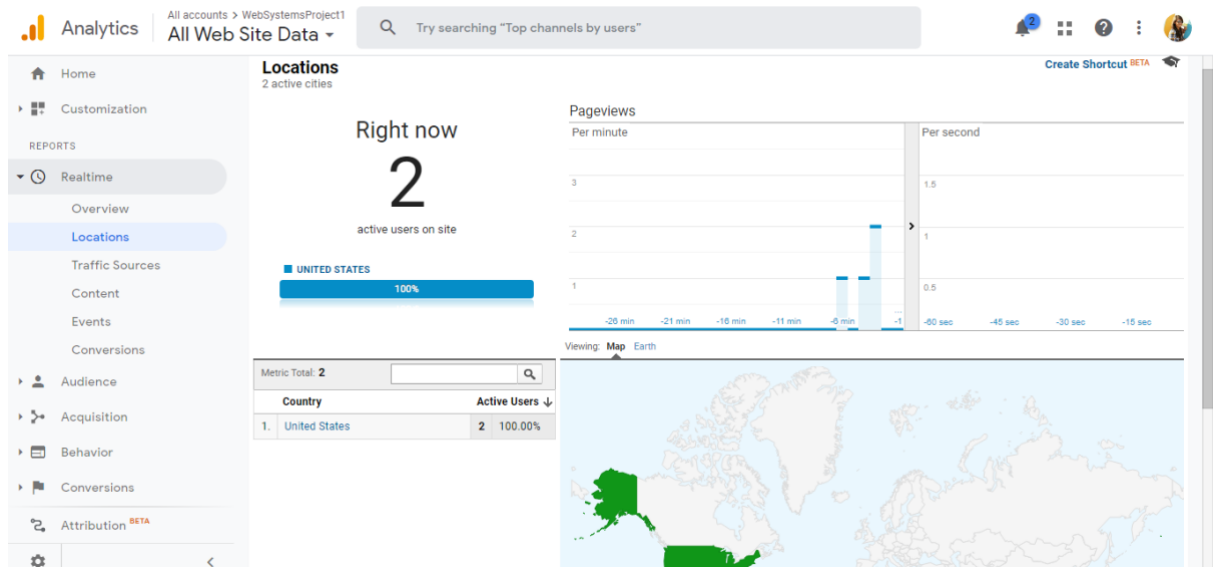 All accounts > WebSystemsProject1
Analytics
All Web Site Data
Try searching "Top channels by users"
2
Home
Customization
REPORTS
Realtime
Overview
Locations
Traffic Sources
Content
Events
Conversions
Audience
Acquisition
Behavior
Conversions
Attribution BETA
Locations
2 active cities
Create Shortcut BETA
Right now
2
active users on site
UNITED STATES
100%
Pageviews
Per minute
3
2
1
-26 min -21 min -16 min -11 min -6 min -1
Per second
1.5
1
0.5
-60 sec -45 sec -30 sec -15 sec
Viewing: Map Earth
Metric Total: 2
Country Active Users
1. United States 2 100.00%